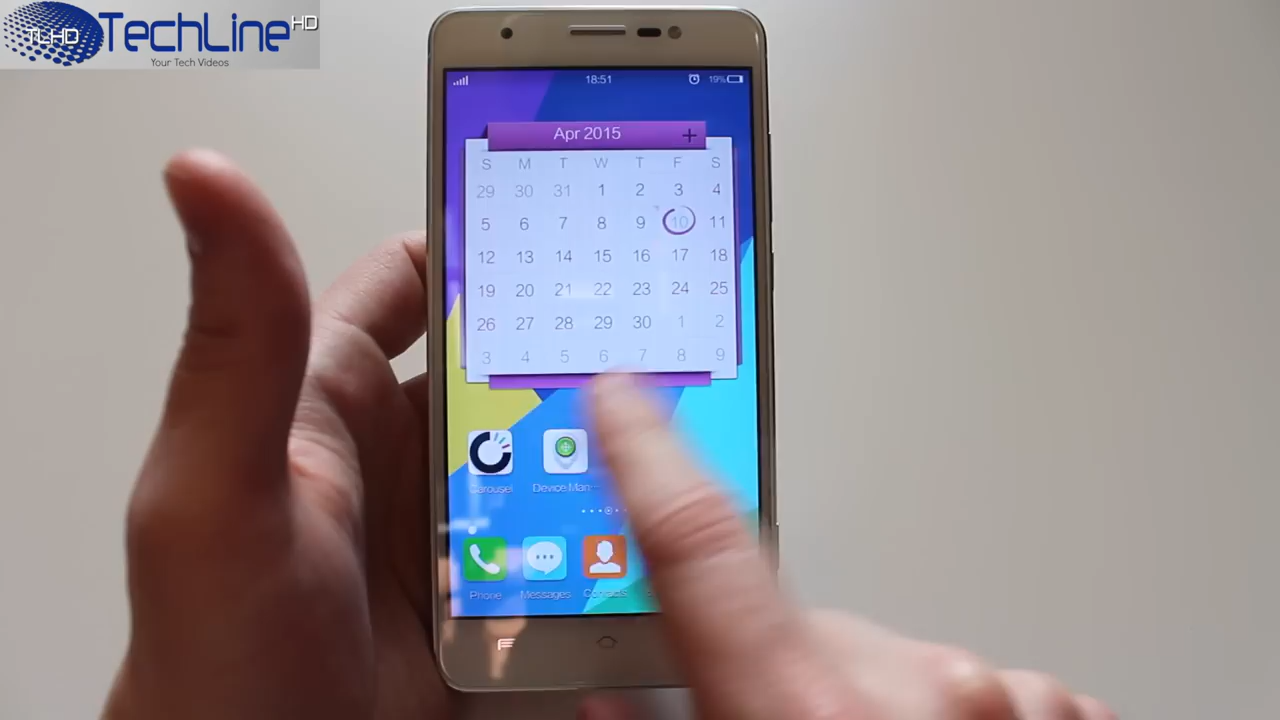 TLHD TechLine HD
Your Tech Videos
18:51 19%
Apr 2015 +
S M T W T F S
29 30 31 1 2 3 4
5 6 7 8 9 10 11
12 13 14 15 16 17 18
19 20 21 22 23 24 25
26 27 28 29 30 1 2
3 4 5 6 7 8 9
Carousel Device Man...
Phone Messages Contacts